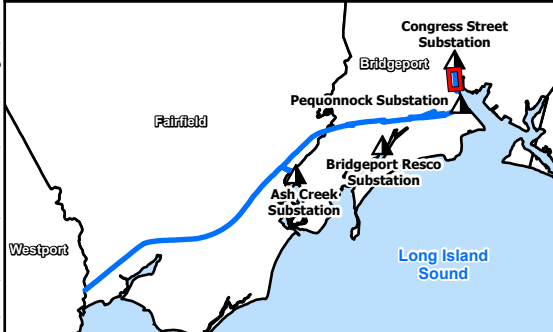 Congress Street
Substation
Bridgeport
Pequonnock Substation
Fairfield
Bridgeport Resco
Substation
Ash Creek
Substation
Westport
Long Island
Sound